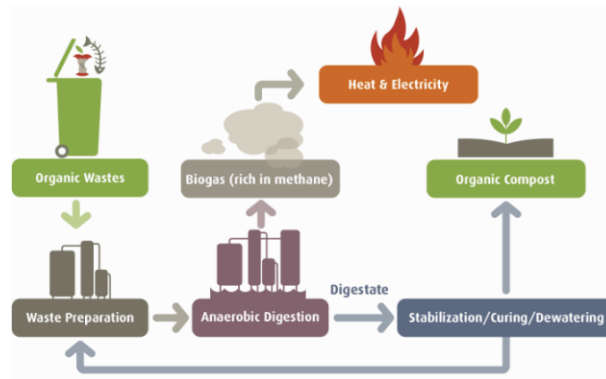 Heat & Electricity
Organic Wastes
Biogas (rich in methane)
Organic Compost
Digestate
Waste Preparation
Anaerobic Digestion
Stabilization/Curing/Dewatering